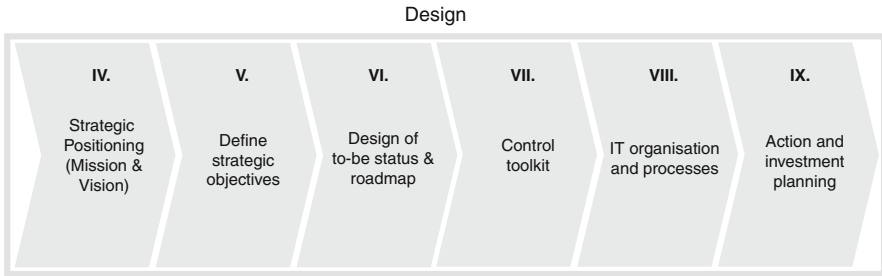 Design
IV.
Strategic
Positioning
(Mission &
Vision)
V.
Define
strategic
objectives
VI.
Design of
to-be status &
roadmap
VII.
Control
toolkit
VIII.
IT organisation
and processes
IX.
Action and
investment
planning